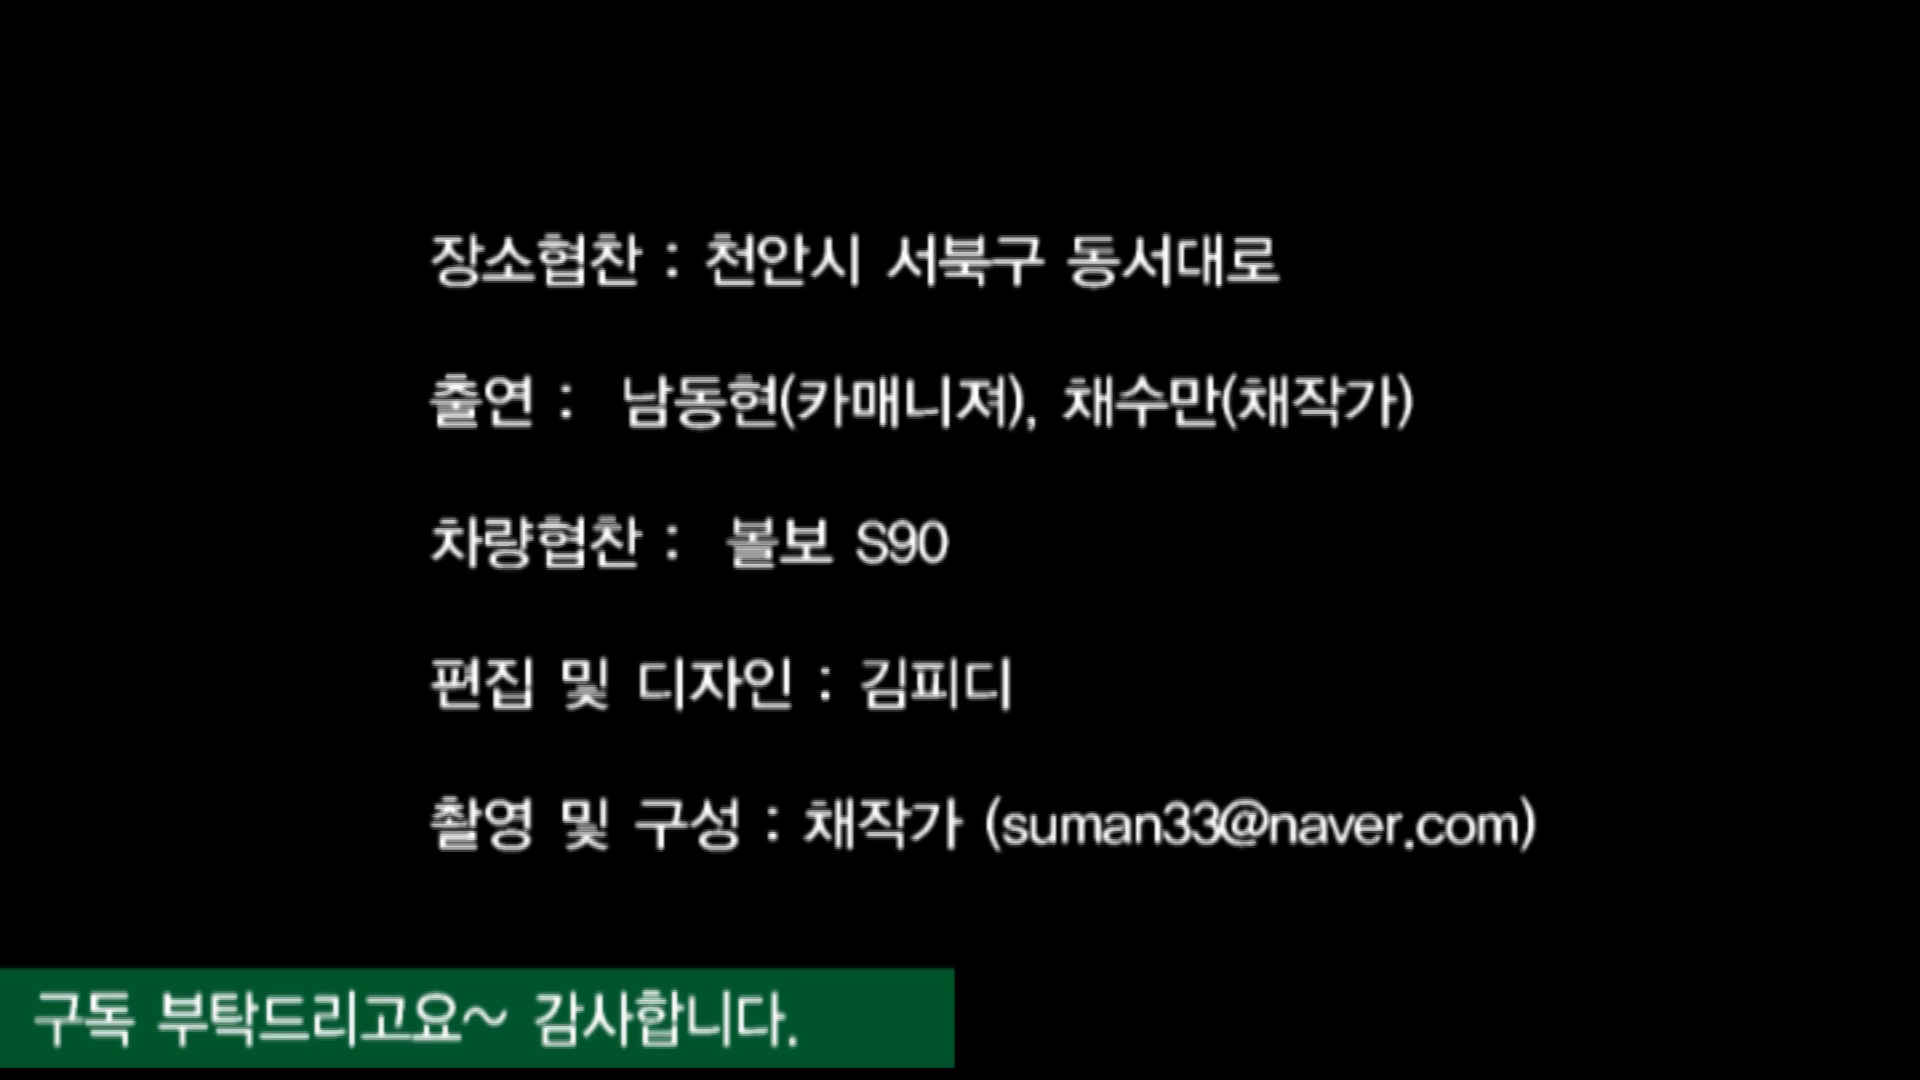 장소협찬 : 천안시 서북구 동서대로
출연 : 남동현(카매니져), 채수만(채작가)
차량협찬 : 볼보 S90
편집 및 디자인 : 김피디
촬영 및 구성 : 채작가 (suman33@naver.com)
구독 부탁드리고요~ 감사합니다.